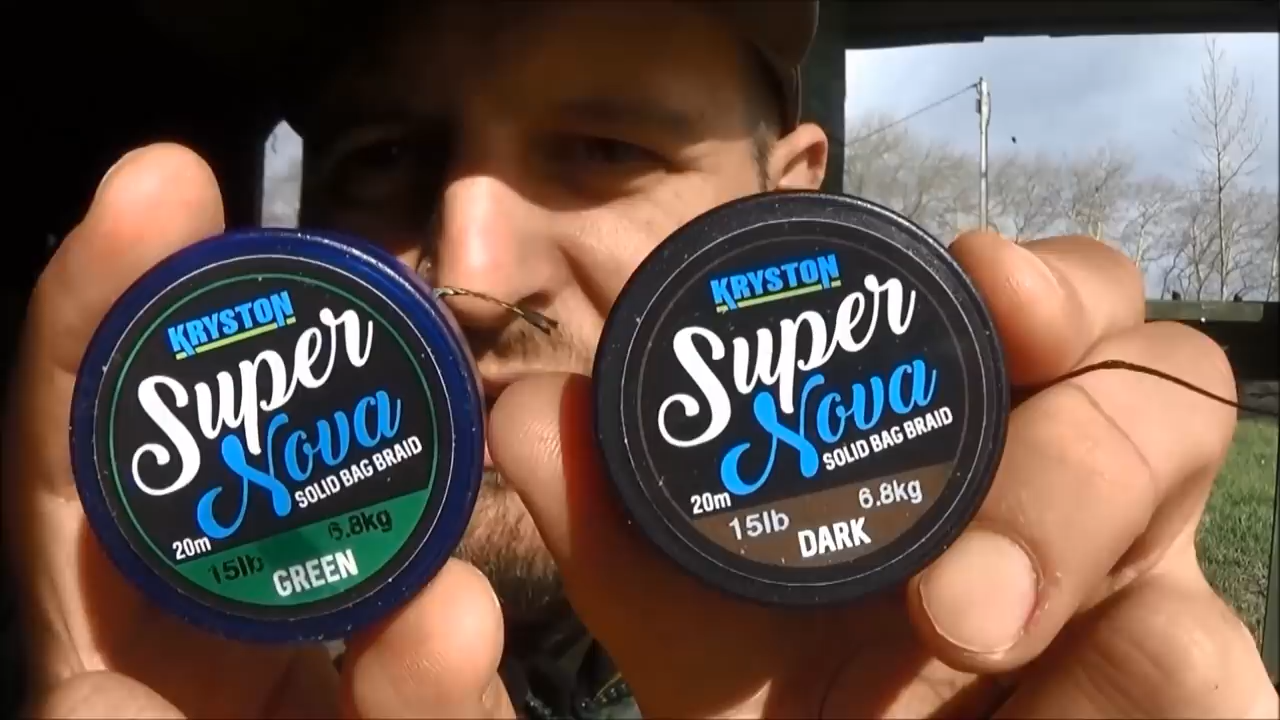 KRYSTON
Super
Nova
SOLID BAG BRAID
20m
15lb 6.8kg
GREEN
KRYSTON
Super
Nova
SOLID BAG BRAID
20m
15lb 6.8kg
DARK